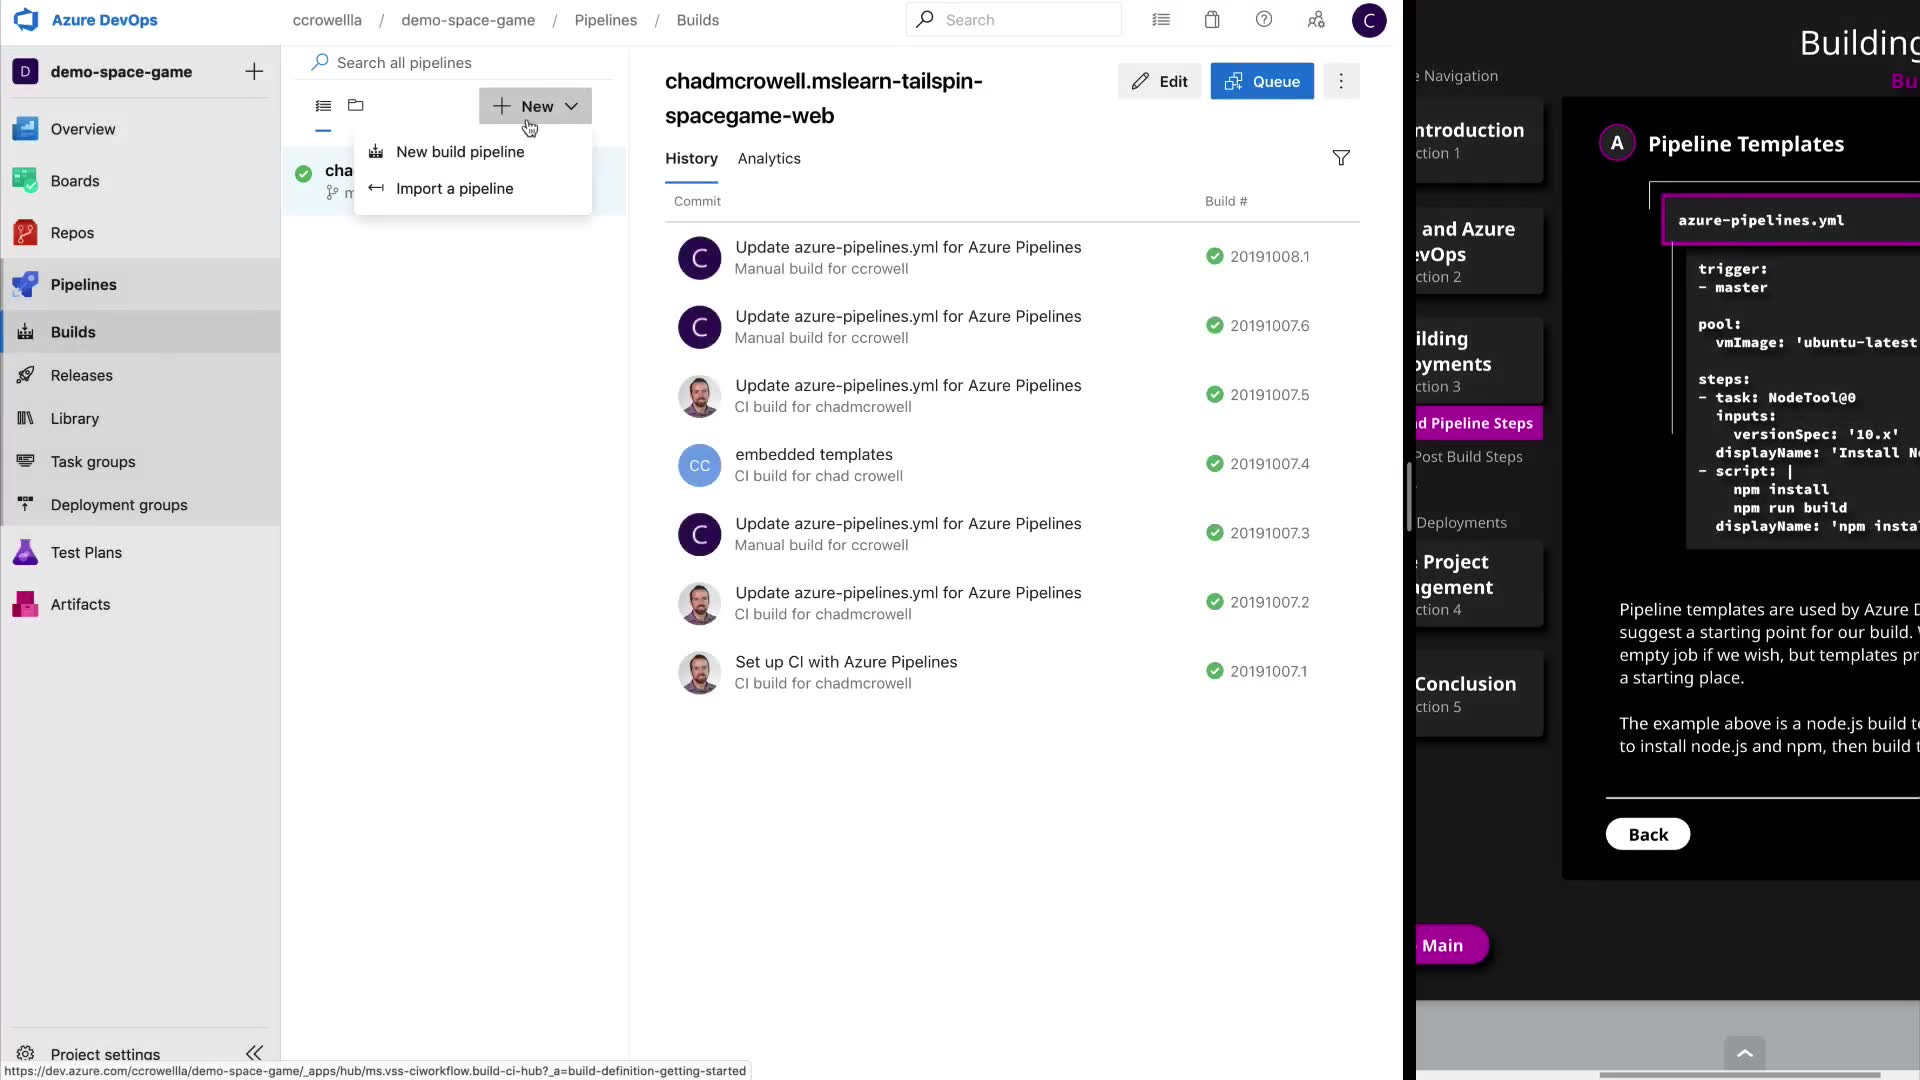 Azure DevOps
ccrowellla / demo-space-game / Pipelines / Builds
Search
C
D
demo-space-game
Overview
Boards
Repos
Pipelines
Builds
Releases
Library
Task groups
Deployment groups
Test Plans
Artifacts
Project settings
https://dev.azure.com/ccrowellla/demo-space-game/_apps/hub/ms.vss-ciworkflow.build-ci-hub?_a=build-definition-getting-started
Search all pipelines
New
New build pipeline
Import a pipeline
cha
m
chadmcrowell.mslearn-tailspin-
spacegame-web
Edit
Queue
History
Analytics
Commit
Build #
C
Update azure-pipelines.yml for Azure Pipelines
Manual build for ccrowell
20191008.1
C
Update azure-pipelines.yml for Azure Pipelines
Manual build for ccrowell
20191007.6
Update azure-pipelines.yml for Azure Pipelines
CI build for chadmcrowell
20191007.5
CC
embedded templates
CI build for chad crowell
20191007.4
C
Update azure-pipelines.yml for Azure Pipelines
Manual build for ccrowell
20191007.3
Update azure-pipelines.yml for Azure Pipelines
CI build for chadmcrowell
20191007.2
Set up CI with Azure Pipelines
CI build for chadmcrowell
20191007.1
Building
Bu
e Navigation
ntroduction
ction 1
and Azure
evOps
ction 2
ilding
oyments
ction 3
d Pipeline Steps
Post Build Steps
Deployments
e Project
agement
ction 4
Conclusion
ction 5
Main
A
Pipeline Templates
azure-pipelines.yml
trigger:
- master
pool:
vmImage: 'ubuntu-latest
steps:
- task: NodeTool@0
inputs:
versionSpec: '10.x'
displayName: 'Install No
- script: |
npm install
npm run build
displayName: 'npm instal
Pipeline templates are used by Azure D
suggest a starting point for our build. W
empty job if we wish, but templates pr
a starting place.
The example above is a node.js build te
to install node.js and npm, then build t
Back